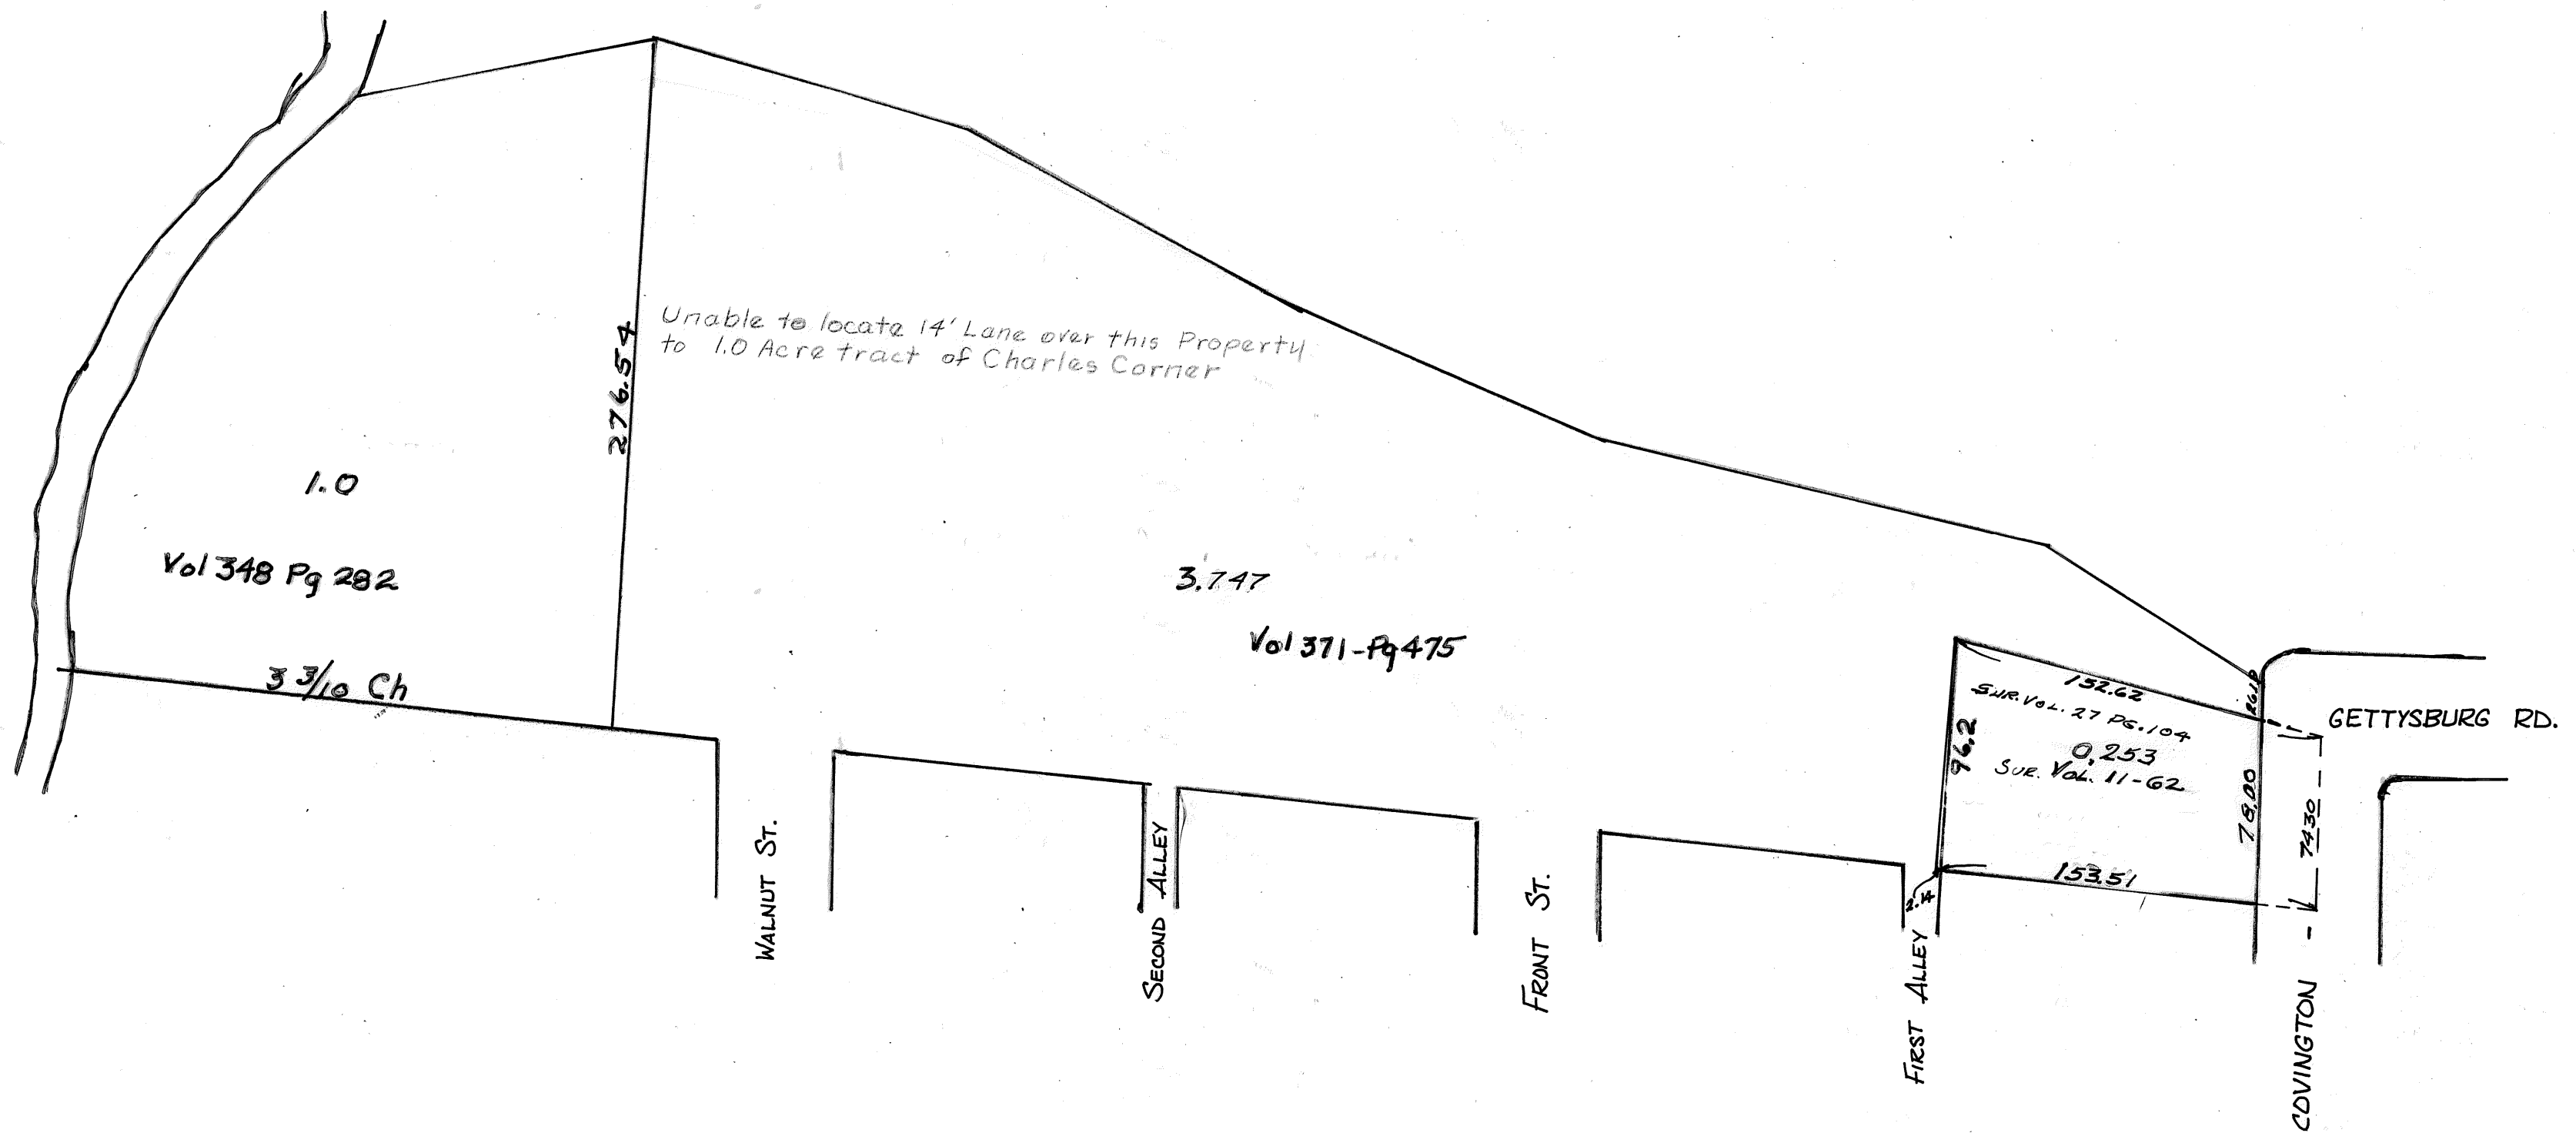 Unable to locate 14' Lane over this Property
to 1.0 Acre tract of Charles Corner
276.54
1.0
Vol 348 Pg 282
3 3/10 Ch
3.747
Vol 371-Pg 475
152.62
SUR. VOL. 27 PG. 104
0.253
SUR. VOL. 11-62
96.2
78.00
74.30
153.51
2.14
GETTYSBURG RD.
WALNUT ST.
SECOND ALLEY
FRONT ST.
FIRST ALLEY
COVINGTON